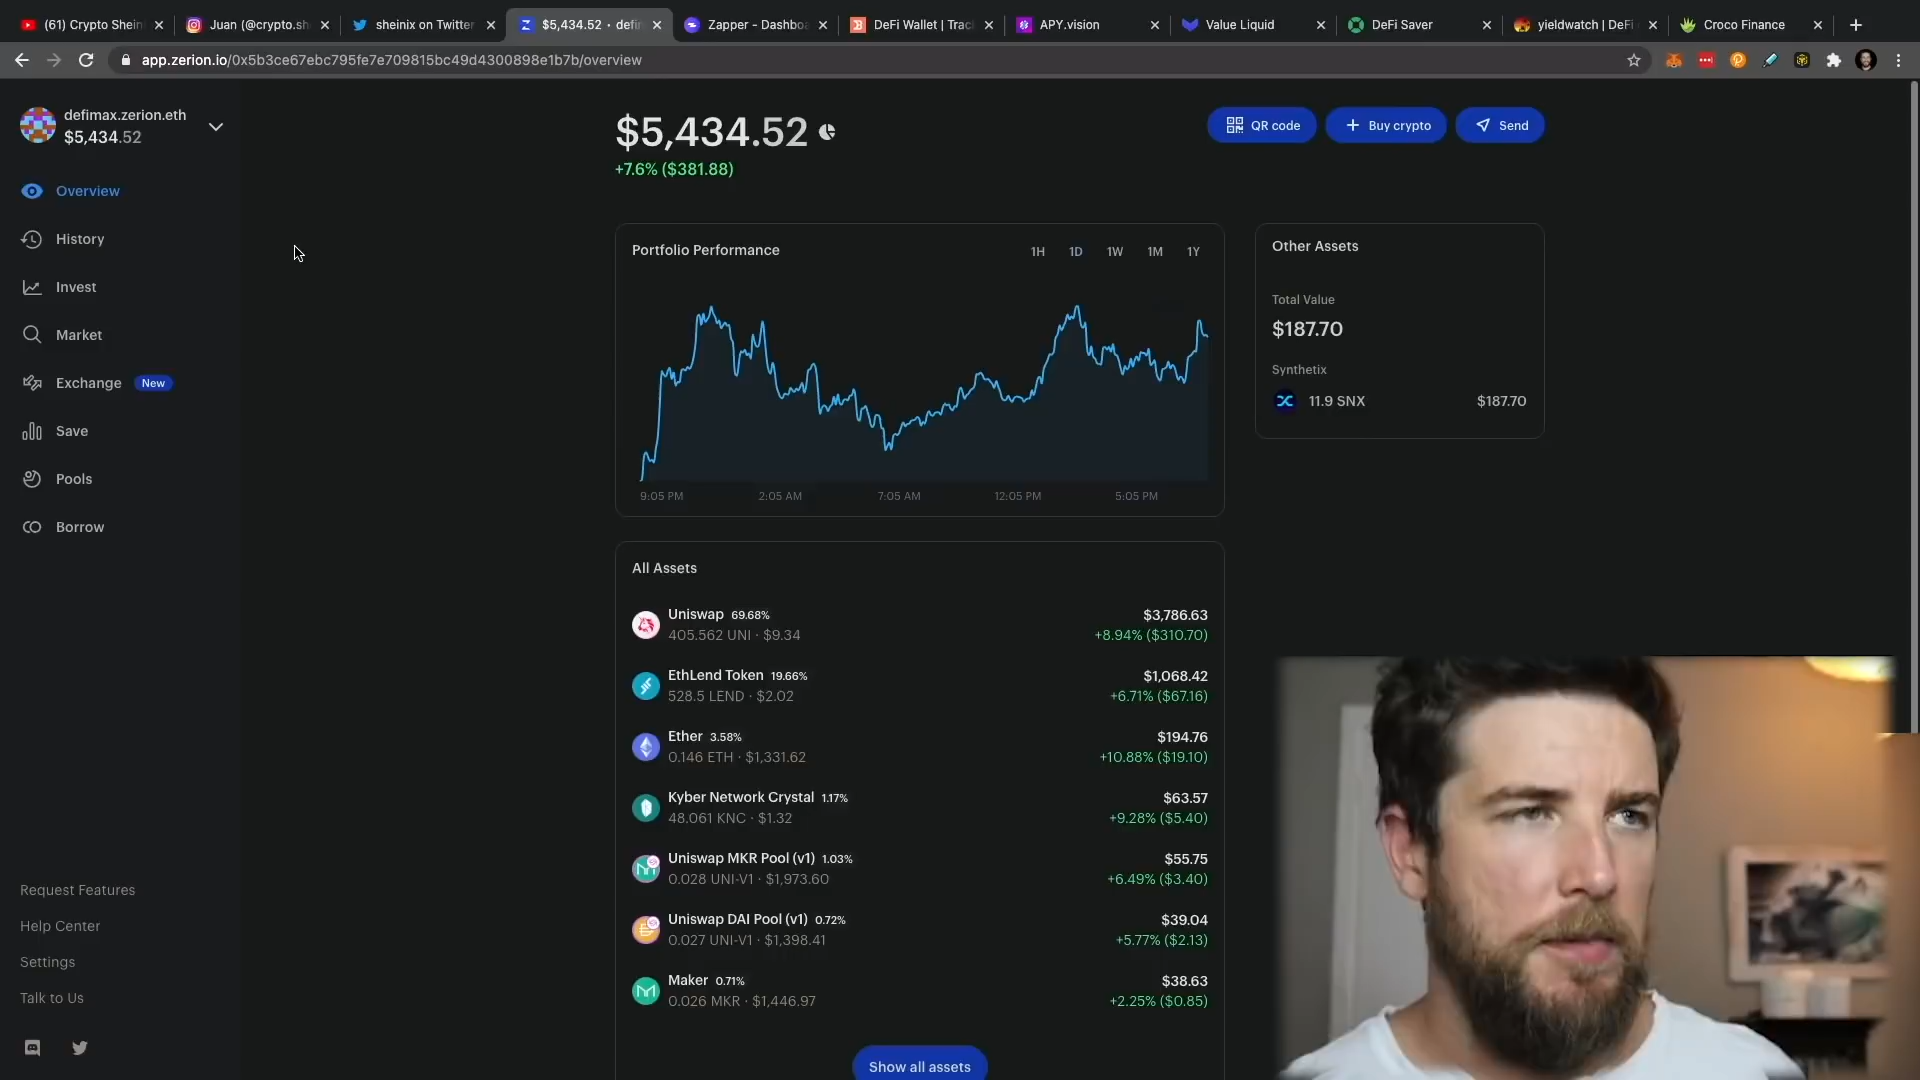 (61) Crypto Shein
Juan (@crypto.sh
sheinix on Twitter
$5,434.52 · defi
Zapper - Dashboa
DeFi Wallet | Trac
APY.vision
Value Liquid
DeFi Saver
yieldwatch | DeFi
Croco Finance
app.zerion.io/0x5b3ce67ebc795fe7e709815bc49d4300898e1b7b/overview
defimax.zerion.eth
$5,434.52
Overview
History
Invest
Market
Exchange New
Save
Pools
Borrow
Request Features
Help Center
Settings
Talk to Us
$5,434.52
+7.6% ($381.88)
QR code
Buy crypto
Send
Portfolio Performance
1H 1D 1W 1M 1Y
9:05 PM 2:05 AM 7:05 AM 12:05 PM 5:05 PM
Other Assets
Total Value
$187.70
Synthetix
11.9 SNX $187.70
All Assets
Uniswap 69.68% $3,786.63
405.562 UNI · $9.34 +8.94% ($310.70)
EthLend Token 19.66% $1,068.42
528.5 LEND · $2.02 +6.71% ($67.16)
Ether 3.58% $194.76
0.146 ETH · $1,331.62 +10.88% ($19.10)
Kyber Network Crystal 1.17% $63.57
48.061 KNC · $1.32 +9.28% ($5.40)
Uniswap MKR Pool (v1) 1.03% $55.75
0.028 UNI-V1 · $1,973.60 +6.49% ($3.40)
Uniswap DAI Pool (v1) 0.72% $39.04
0.027 UNI-V1 · $1,398.41 +5.77% ($2.13)
Maker 0.71% $38.63
0.026 MKR · $1,446.97 +2.25% ($0.85)
Show all assets